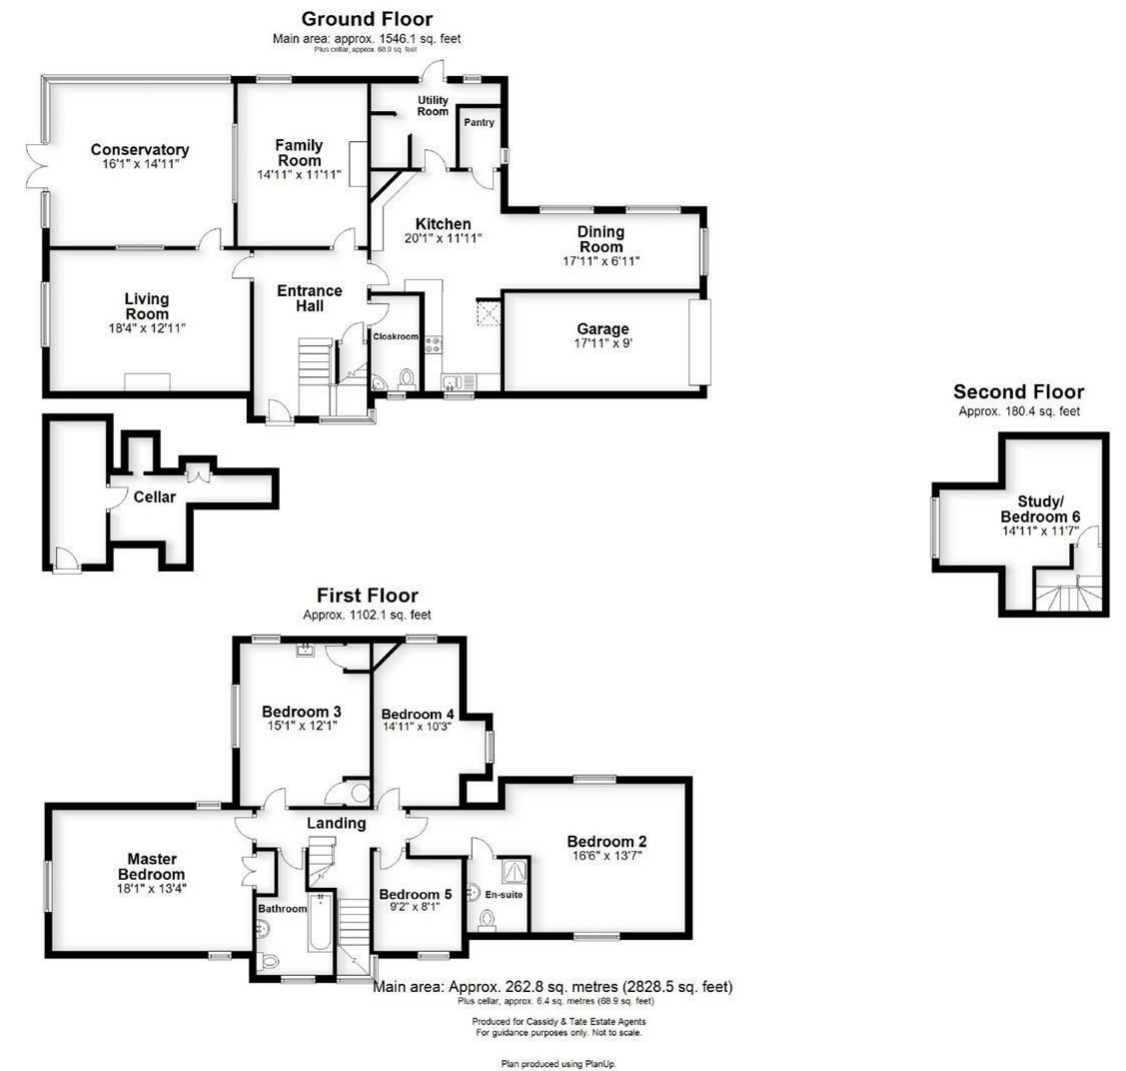 Ground Floor
Main area: approx. 1546.1 sq. feet
Plus cellar, approx. 68.9 sq. feet
Conservatory
16'1" x 14'11"
Family
Room
14'11" x 11'11"
Utility
Room
Pantry
Kitchen
20'1" x 11'11"
Dining
Room
17'11" x 6'11"
Living
Room
18'4" x 12'11"
Entrance
Hall
Cloakroom
Garage
17'11" x 9'
Cellar
Second Floor
Approx. 180.4 sq. feet
Study/
Bedroom 6
14'11" x 11'7"
First Floor
Approx. 1102.1 sq. feet
Bedroom 3
15'1" x 12'1"
Bedroom 4
14'11" x 10'3"
Landing
Bedroom 2
16'6" x 13'7"
Master
Bedroom
18'1" x 13'4"
Bathroom
Bedroom 5
9'2" x 8'1"
En-suite
Main area: Approx. 262.8 sq. metres (2828.5 sq. feet)
Plus cellar, approx. 6.4 sq. metres (68.9 sq. feet)
Produced for Cassidy & Tate Estate Agents
For guidance purposes only. Not to scale.
Plan produced using PlanUp.